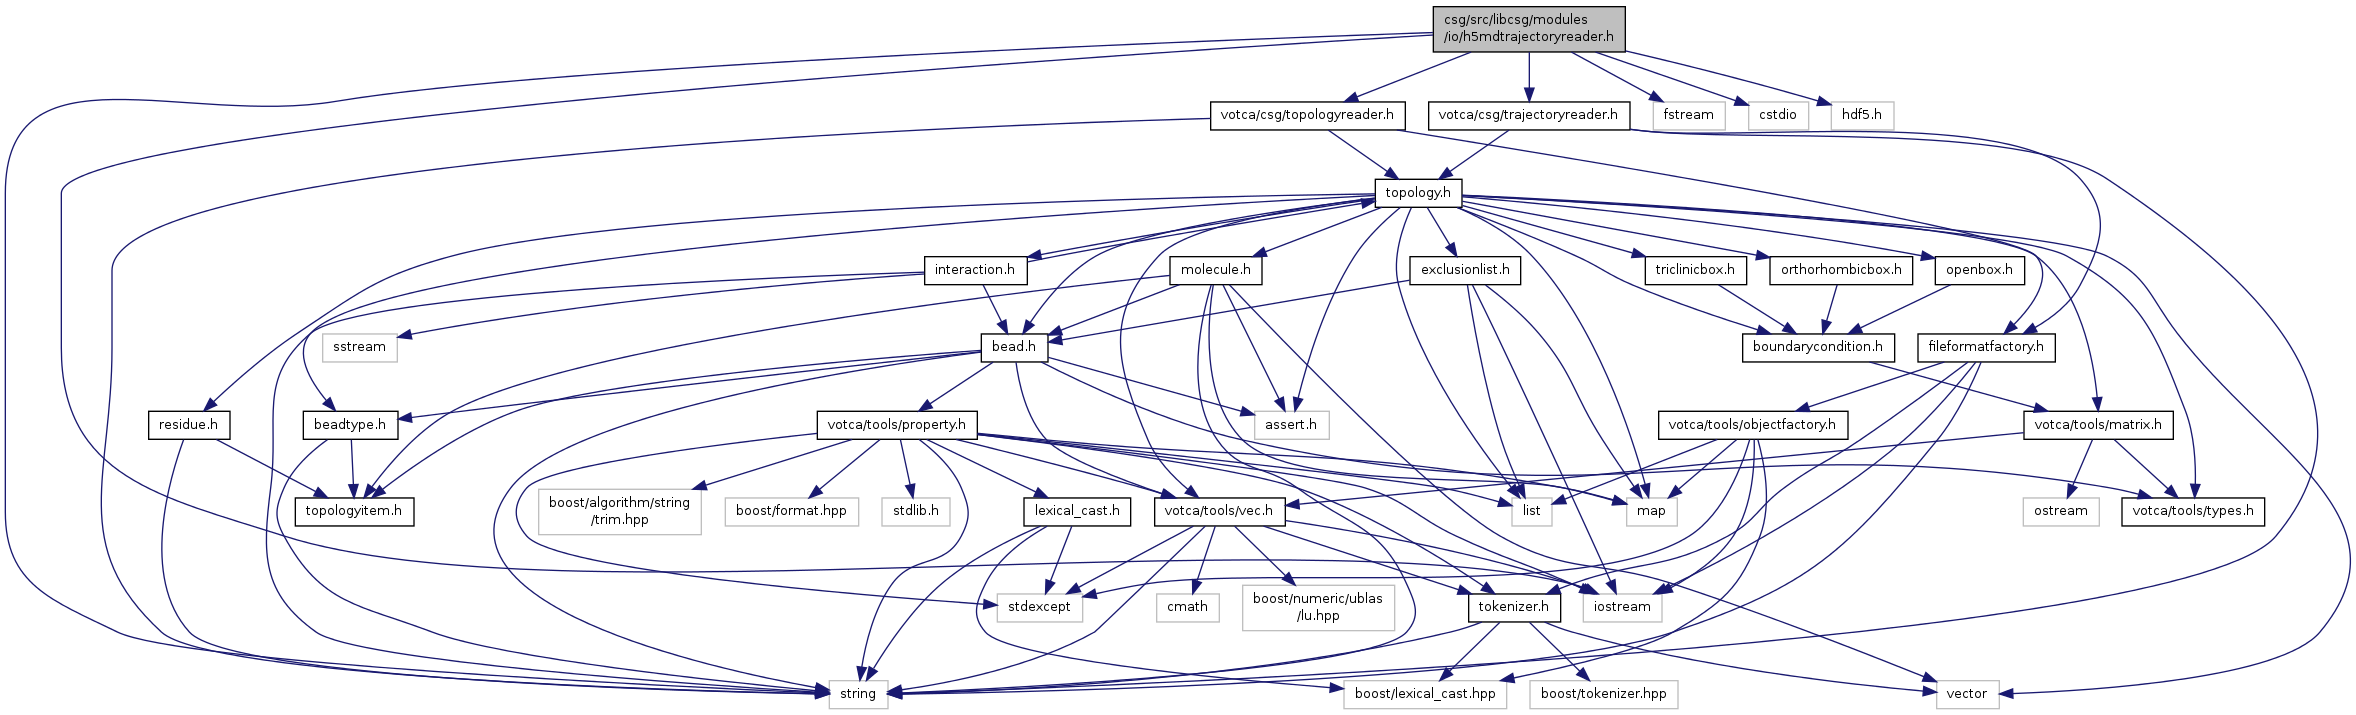 csg/src/libcsg/modules
/io/h5mdtrajectoryreader.h
votca/csg/topologyreader.h
votca/csg/trajectoryreader.h
fstream
cstdio
hdf5.h
topology.h
interaction.h
molecule.h
exclusionlist.h
triclinicbox.h
orthorhombicbox.h
openbox.h
sstream
bead.h
boundarycondition.h
fileformatfactory.h
residue.h
beadtype.h
votca/tools/property.h
assert.h
votca/tools/objectfactory.h
votca/tools/matrix.h
topologyitem.h
boost/algorithm/string
/trim.hpp
boost/format.hpp
stdlib.h
lexical_cast.h
votca/tools/vec.h
list
map
ostream
votca/tools/types.h
stdexcept
cmath
boost/numeric/ublas
/lu.hpp
tokenizer.h
iostream
string
boost/lexical_cast.hpp
boost/tokenizer.hpp
vector